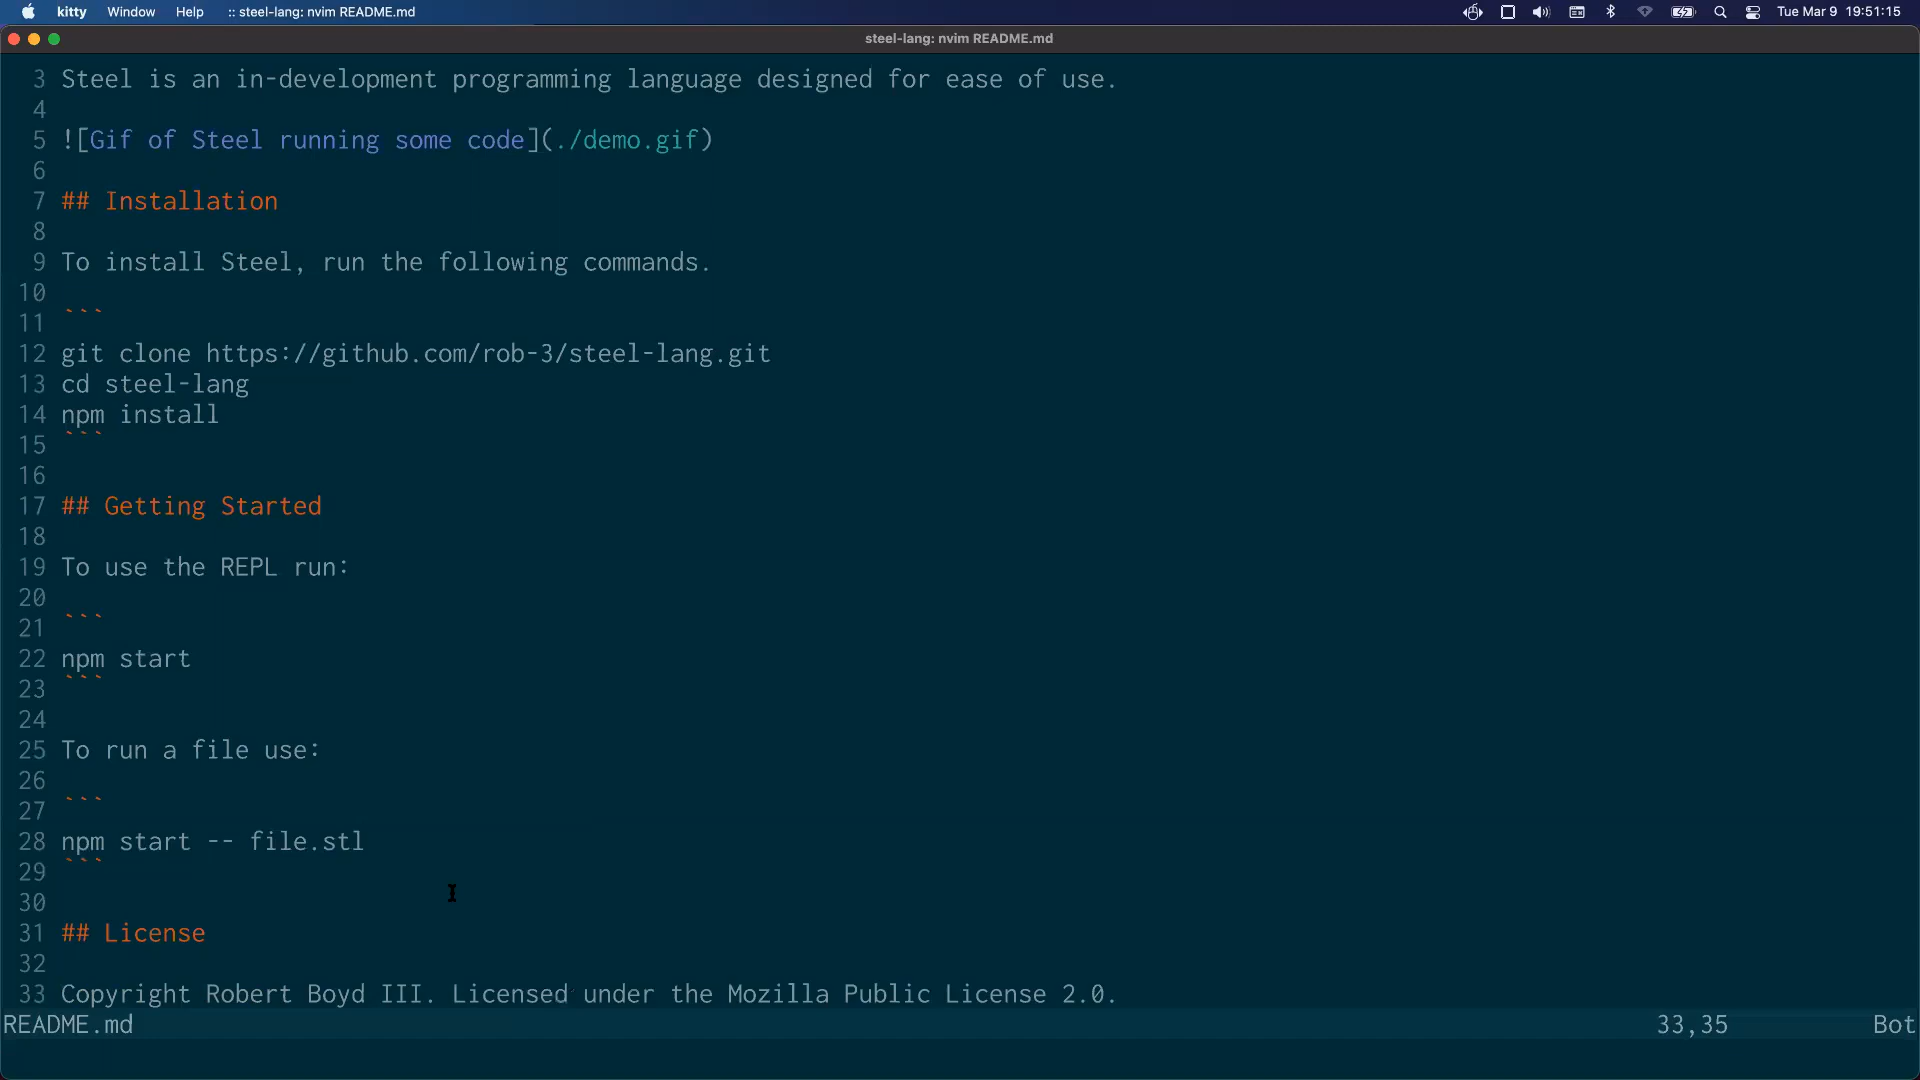 kitty Window Help :: steel-lang: nvim README.md Tue Mar 9 19:51:15
steel-lang: nvim README.md
3 Steel is an in-development programming language designed for ease of use.
4
5 ![Gif of Steel running some code](./demo.gif)
6
7 ## Installation
8
9 To install Steel, run the following commands.
10
11 ```
12 git clone https://github.com/rob-3/steel-lang.git
13 cd steel-lang
14 npm install
15 ```
16
17 ## Getting Started
18
19 To use the REPL run:
20
21 ```
22 npm start
23 ```
24
25 To run a file use:
26
27 ```
28 npm start -- file.stl
29 ```
30
31 ## License
32
33 Copyright Robert Boyd III. Licensed under the Mozilla Public License 2.0.
README.md 33,35 Bot